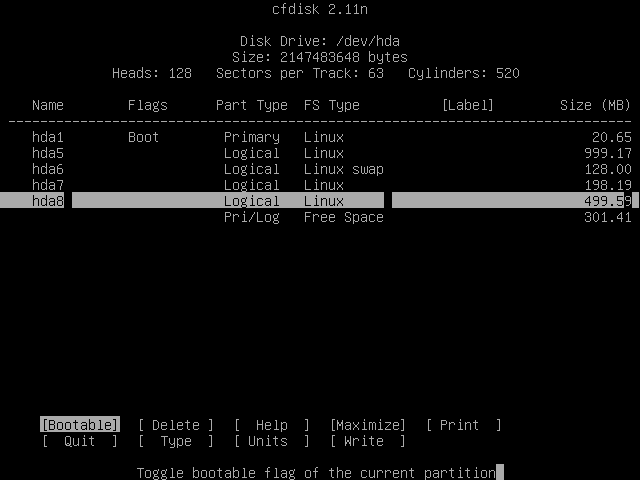 cfdisk 2.11n
Disk Drive: /dev/hda
Size: 2147483648 bytes
Heads: 128   Sectors per Track: 63   Cylinders: 520
Name   Flags   Part Type   FS Type   [Label]   Size (MB)
hda1   Boot   Primary   Linux   20.65
hda5   Logical   Linux   999.17
hda6   Logical   Linux swap   128.00
hda7   Logical   Linux   198.19
hda8   Logical   Linux   499.59
Pri/Log   Free Space   301.41
[Bootable]   [ Delete ]   [  Help  ]   [Maximize]   [ Print  ]
[  Quit  ]   [  Type  ]   [ Units  ]   [ Write  ]
Toggle bootable flag of the current partition